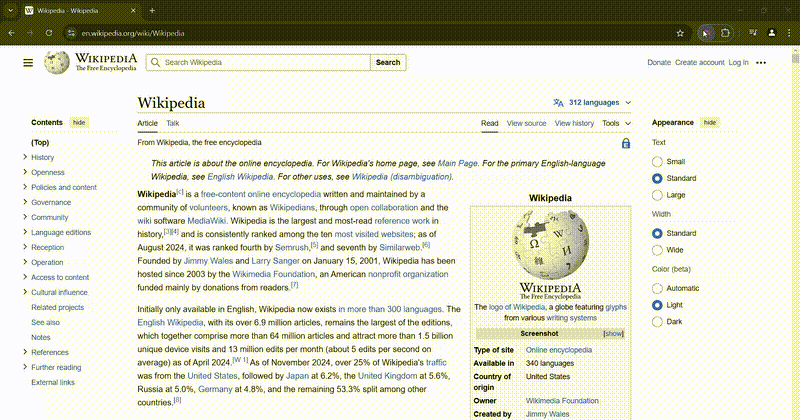 Wikipedia - Wikipedia
en.wikipedia.org/wiki/Wikipedia
WIKIPEDIA
The Free Encyclopedia
Search Wikipedia
Search
Donate Create account Log in
Contents hide
(Top)
History
Openness
Policies and content
Governance
Community
Language editions
Reception
Operation
Access to content
Cultural influence
Related projects
See also
Notes
References
Further reading
External links
Wikipedia
312 languages
Article Talk
Read View source View history Tools
From Wikipedia, the free encyclopedia
This article is about the online encyclopedia. For Wikipedia's home page, see Main Page. For the primary English-language
Wikipedia, see English Wikipedia. For other uses, see Wikipedia (disambiguation).
Wikipedia[c] is a free-content online encyclopedia written and maintained by a
community of volunteers, known as Wikipedians, through open collaboration and the
wiki software MediaWiki. Wikipedia is the largest and most-read reference work in
history,[3][4] and is consistently ranked among the ten most visited websites; as of
August 2024, it was ranked fourth by Semrush,[5] and seventh by Similarweb.[6]
Founded by Jimmy Wales and Larry Sanger on January 15, 2001, Wikipedia has been
hosted since 2003 by the Wikimedia Foundation, an American nonprofit organization
funded mainly by donations from readers.[7]
Initially only available in English, Wikipedia now exists in more than 300 languages. The
English Wikipedia, with its over 6.9 million articles, remains the largest of the editions,
which together comprise more than 64 million articles and attract more than 1.5 billion
unique device visits and 13 million edits per month (about 5 edits per second on
average) as of April 2024.[W 1] As of November 2024, over 25% of Wikipedia's traffic
was from the United States, followed by Japan at 6.2%, the United Kingdom at 5.6%,
Russia at 5.0%, Germany at 4.8%, and the remaining 53.3% split among other
countries.[8]
Wikipedia
Ω W И
WIKIPEDIA
The Free Encyclopedia
The logo of Wikipedia, a globe featuring glyphs
from various writing systems
Screenshot [show]
Type of site Online encyclopedia
Available in 340 languages
Country of origin United States
Owner Wikimedia Foundation
Created by Jimmy Wales
Appearance hide
Text
Small
Standard
Large
Width
Standard
Wide
Color (beta)
Automatic
Light
Dark